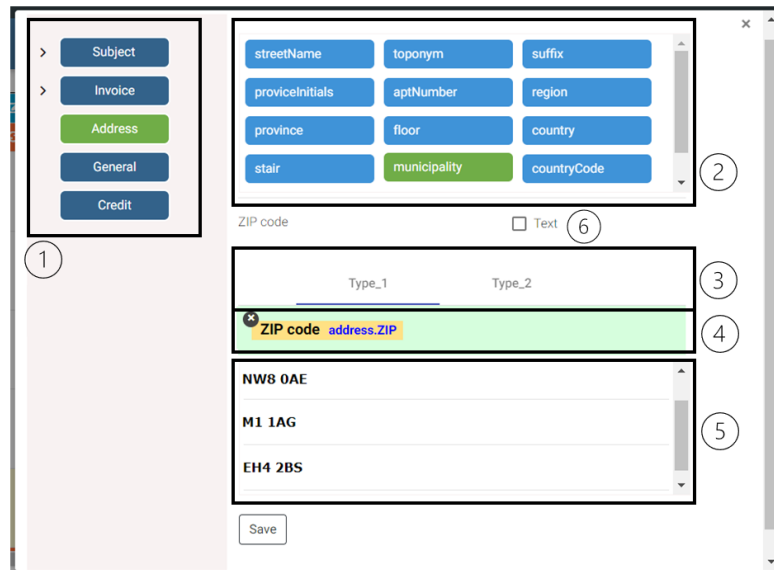 Subject
Invoice
Address
General
Credit
1
streetName toponym suffix
proviceInitials aptNumber region
province floor country
stair municipality countryCode
2
ZIP code Text 6
Type_1 Type_2 3
ZIP code address.ZIP 4
NW8 0AE
M1 1AG
EH4 2BS
5
Save